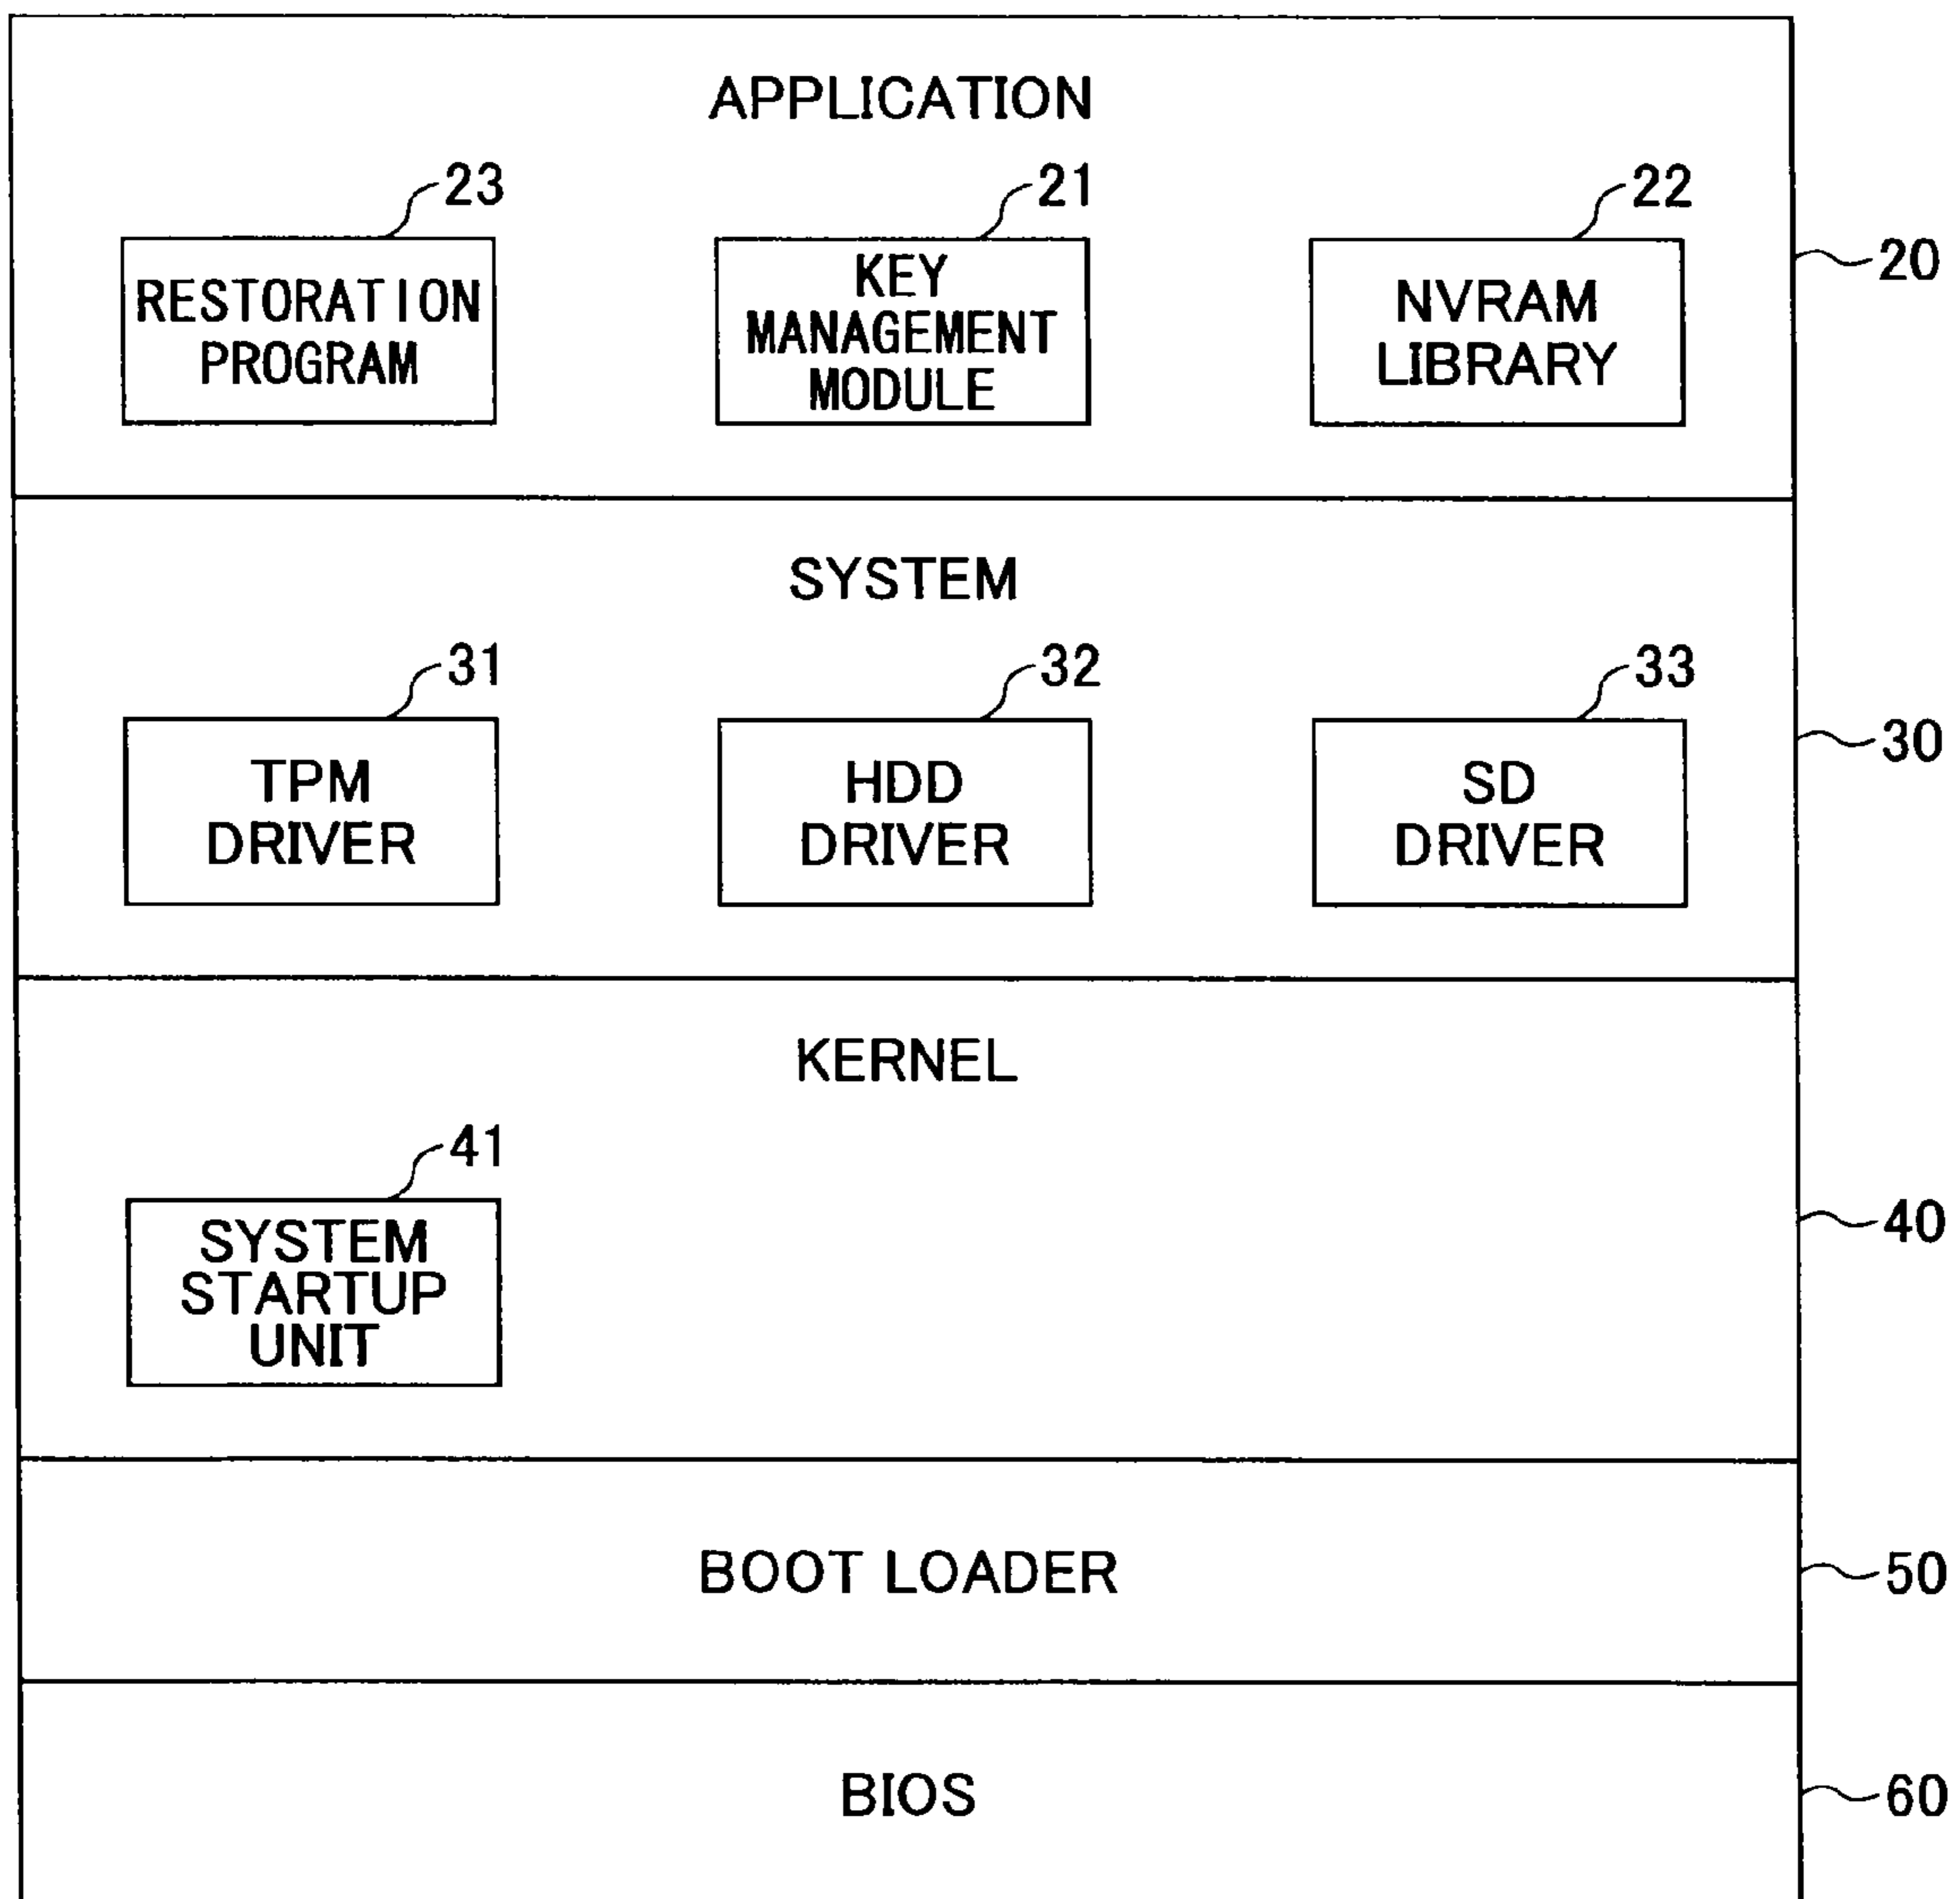 APPLICATION
23
21
22
20
RESTORATION
PROGRAM
KEY
MANAGEMENT
MODULE
NVRAM
LIBRARY
SYSTEM
31
32
33
30
TPM
DRIVER
HDD
DRIVER
SD
DRIVER
KERNEL
41
40
SYSTEM
STARTUP
UNIT
BOOT LOADER
50
BIOS
60